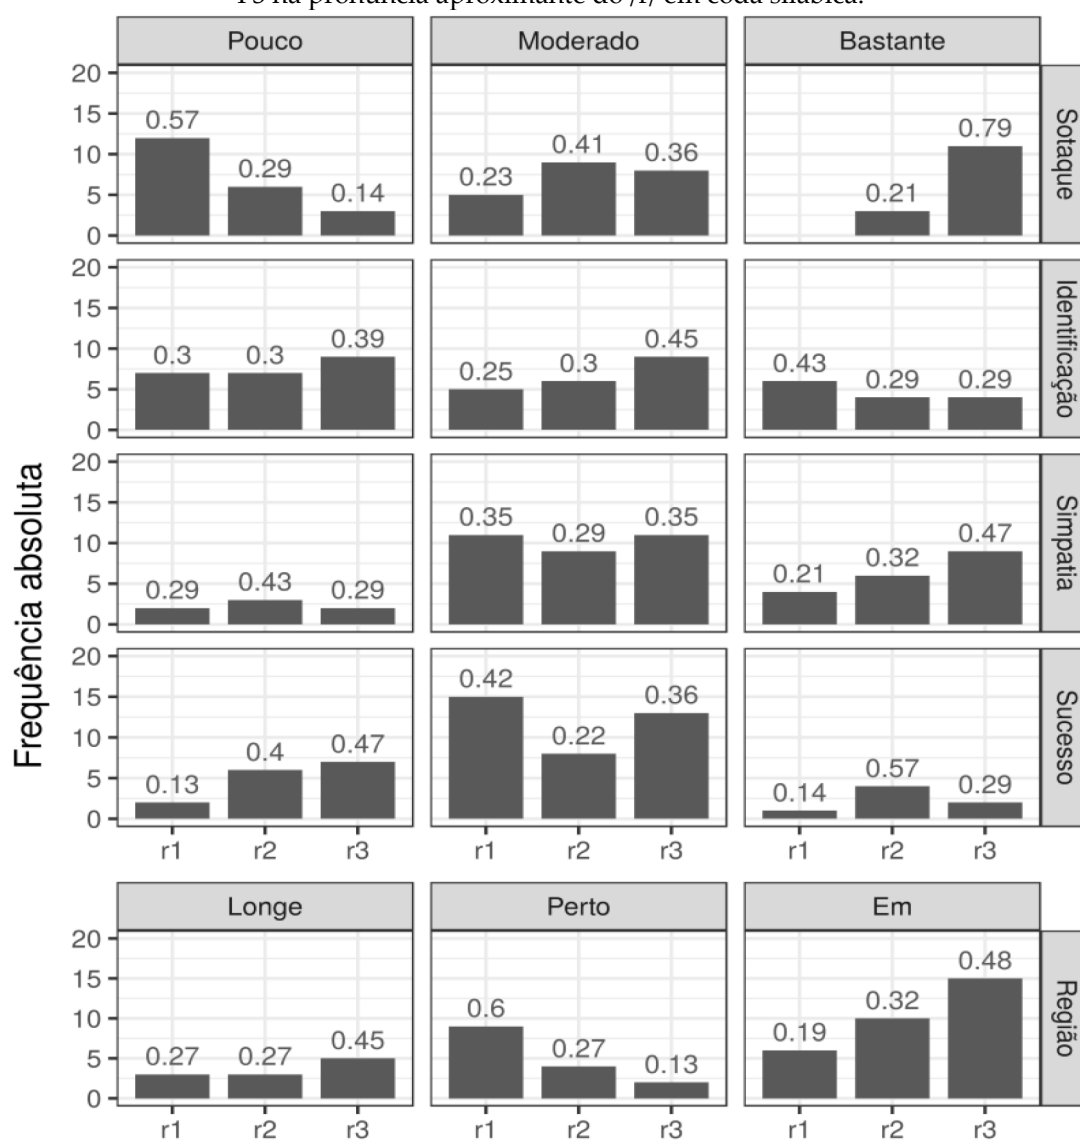 na pronúncia aproximante do /r/ em coda silábica.
Pouco Moderado Bastante
20
15
10
5
0
0.57 0.29 0.14
0.23 0.41 0.36
0.21 0.79
Sotaque
20
15
10
5
0
0.3 0.3 0.39
0.25 0.3 0.45
0.43 0.29 0.29
Identificação
Frequência absoluta
20
15
10
5
0
0.29 0.43 0.29
0.35 0.29 0.35
0.21 0.32 0.47
Simpatia
20
15
10
5
0
0.13 0.4 0.47
0.42 0.22 0.36
0.14 0.57 0.29
Sucesso
r1 r2 r3 r1 r2 r3 r1 r2 r3
Longe Perto Em
20
15
10
5
0
0.27 0.27 0.45
0.6 0.27 0.13
0.19 0.32 0.48
Região
r1 r2 r3 r1 r2 r3 r1 r2 r3